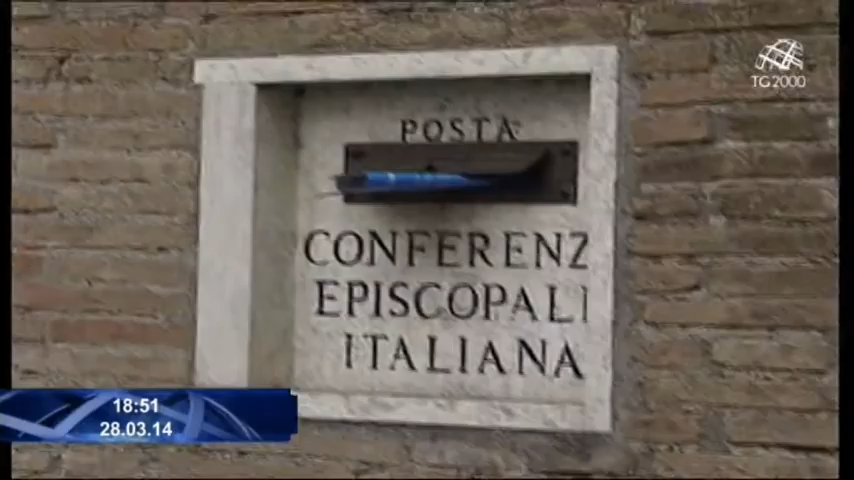 TG2000
POSTA
CONFERENZ
EPISCOPALI
ITALIANA
18:51
28.03.14